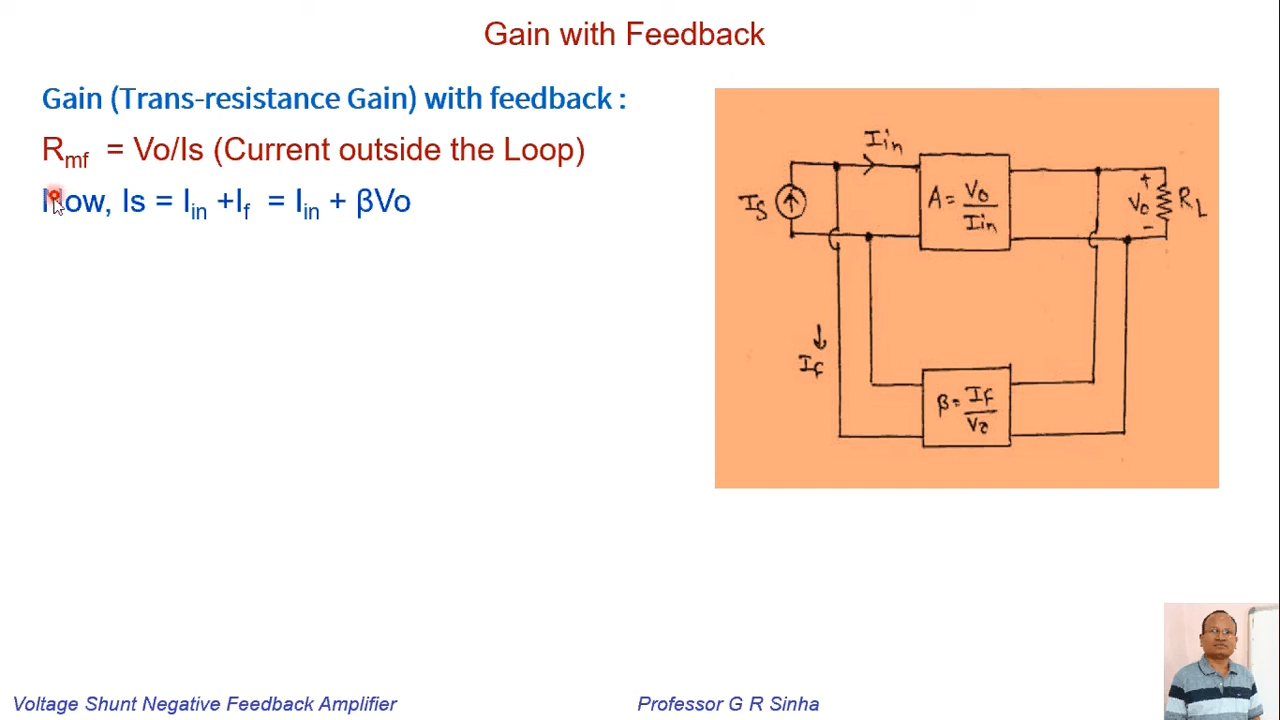 Gain with Feedback
Gain (Trans-resistance Gain) with feedback :
Rmf = Vo/Is (Current outside the Loop)
Now, Is = Iin +If = Iin + βVo
Iin
Is
A = Vo/Iin
+
Vo
-
RL
If
β = If/Vo
Voltage Shunt Negative Feedback Amplifier
Professor G R Sinha